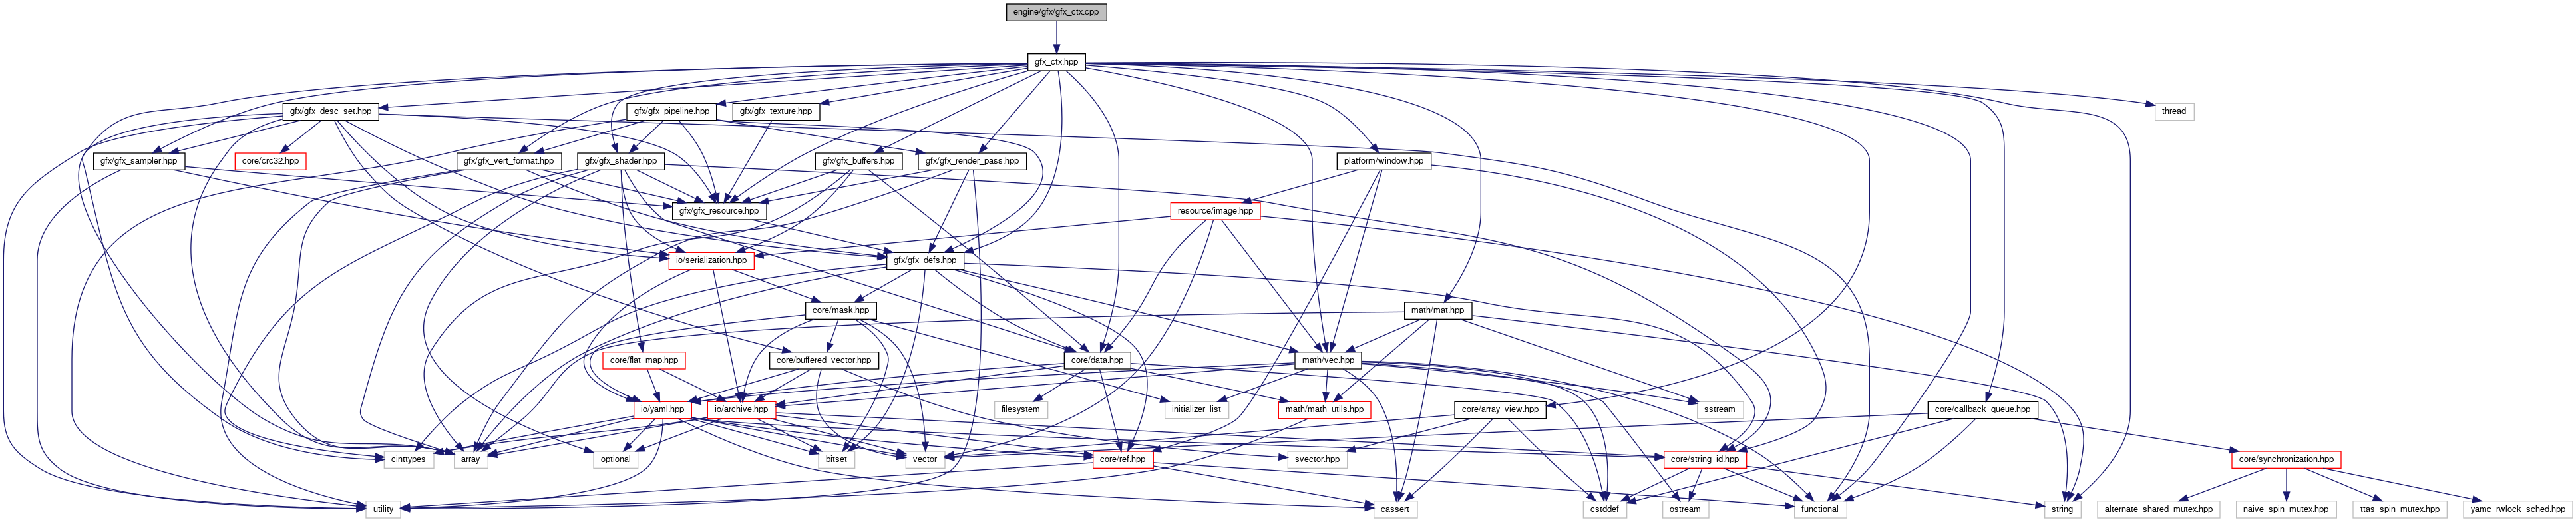 engine/gfx/gfx_ctx.cpp
gfx_ctx.hpp
gfx/gfx_desc_set.hpp
gfx/gfx_pipeline.hpp
gfx/gfx_texture.hpp
thread
gfx/gfx_sampler.hpp
core/crc32.hpp
gfx/gfx_vert_format.hpp
gfx/gfx_shader.hpp
gfx/gfx_buffers.hpp
gfx/gfx_render_pass.hpp
platform/window.hpp
gfx/gfx_resource.hpp
resource/image.hpp
io/serialization.hpp
gfx/gfx_defs.hpp
core/mask.hpp
math/mat.hpp
core/flat_map.hpp
core/buffered_vector.hpp
core/data.hpp
math/vec.hpp
io/yaml.hpp
io/archive.hpp
filesystem
initializer_list
math/math_utils.hpp
core/array_view.hpp
sstream
core/callback_queue.hpp
cinttypes
array
optional
bitset
vector
core/ref.hpp
svector.hpp
core/string_id.hpp
core/synchronization.hpp
utility
cassert
cstddef
ostream
functional
string
alternate_shared_mutex.hpp
naive_spin_mutex.hpp
ttas_spin_mutex.hpp
yamc_rwlock_sched.hpp